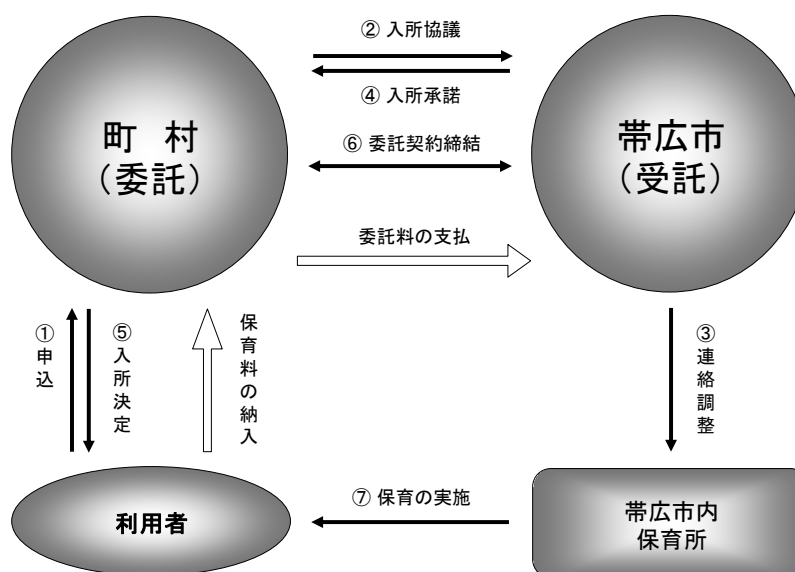 ② 入所協議
④ 入所承諾
町 村
（委託）
⑥ 委託契約締結
帯広市
（受託）
委託料の支払
①申込
⑤入所決定
保育料の納入
③連絡調整
利用者
⑦ 保育の実施
帯広市内
保育所